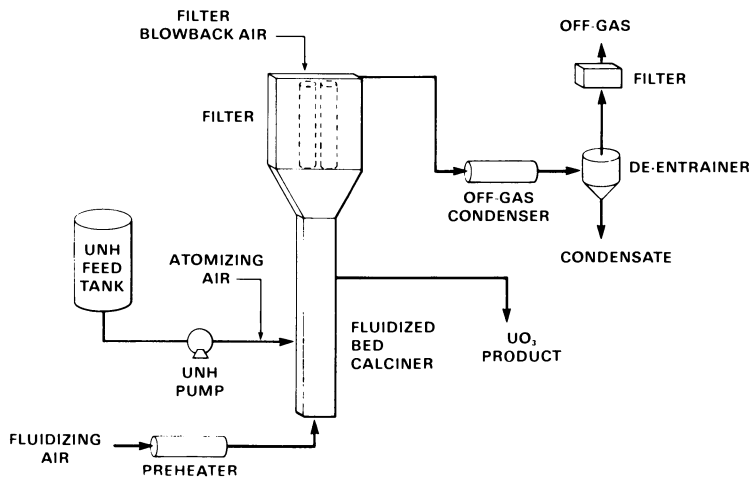 FILTER
BLOWBACK AIR
OFF-GAS
FILTER
FILTER
DE-ENTRAINER
OFF-GAS
CONDENSER
CONDENSATE
UNH
FEED
TANK
ATOMIZING
AIR
FLUIDIZED
BED
CALCINER
UO₃
PRODUCT
UNH
PUMP
FLUIDIZING
AIR
PREHEATER